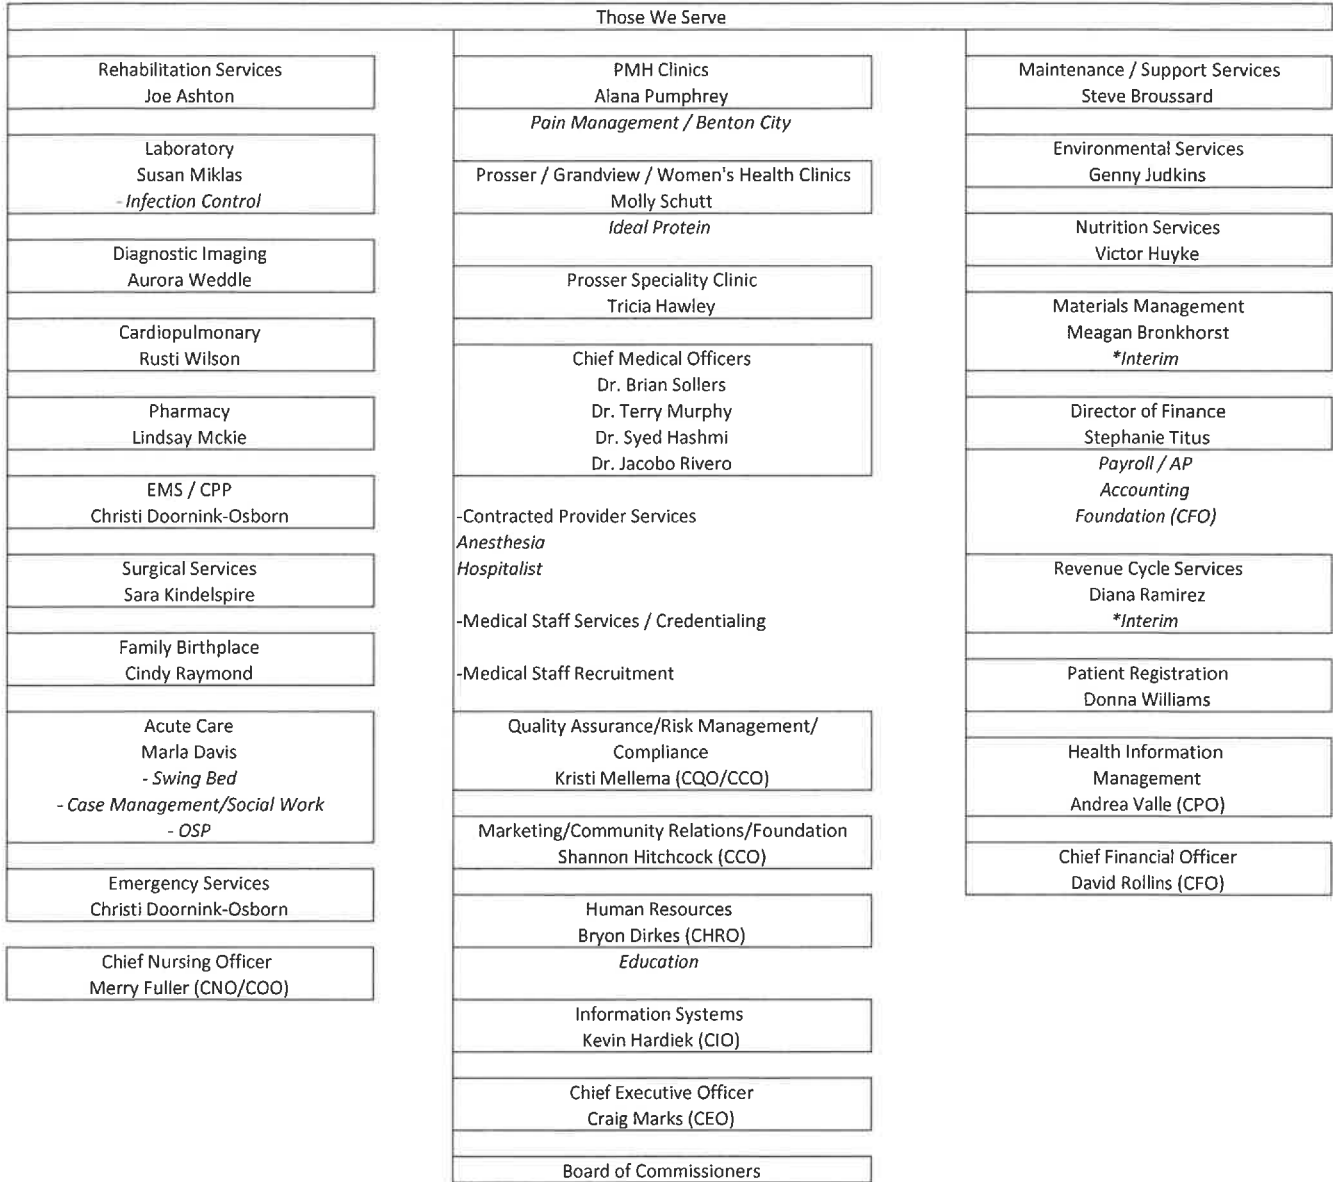 Those We Serve
Rehabilitation Services
Joe Ashton
Laboratory
Susan Miklas
- Infection Control
Diagnostic Imaging
Aurora Weddle
Cardiopulmonary
Rusti Wilson
Pharmacy
Lindsay Mckie
EMS / CPP
Christi Doornink-Osborn
Surgical Services
Sara Kindelspire
Family Birthplace
Cindy Raymond
Acute Care
Marla Davis
- Swing Bed
- Case Management/Social Work
- OSP
Emergency Services
Christi Doornink-Osborn
Chief Nursing Officer
Merry Fuller (CNO/COO)
PMH Clinics
Alana Pumphrey
Pain Management / Benton City
Prosser / Grandview / Women's Health Clinics
Molly Schutt
Ideal Protein
Prosser Speciality Clinic
Tricia Hawley
Chief Medical Officers
Dr. Brian Sollers
Dr. Terry Murphy
Dr. Syed Hashmi
Dr. Jacobo Rivero
-Contracted Provider Services
Anesthesia
Hospitalist
-Medical Staff Services / Credentialing
-Medical Staff Recruitment
Quality Assurance/Risk Management/
Compliance
Kristi Mellema (CQO/CCO)
Marketing/Community Relations/Foundation
Shannon Hitchcock (CCO)
Human Resources
Bryon Dirkes (CHRO)
Education
Information Systems
Kevin Hardiek (CIO)
Chief Executive Officer
Craig Marks (CEO)
Board of Commissioners
Maintenance / Support Services
Steve Broussard
Environmental Services
Genny Judkins
Nutrition Services
Victor Huyke
Materials Management
Meagan Bronkhorst
*Interim
Director of Finance
Stephanie Titus
Payroll / AP
Accounting
Foundation (CFO)
Revenue Cycle Services
Diana Ramirez
*Interim
Patient Registration
Donna Williams
Health Information
Management
Andrea Valle (CPO)
Chief Financial Officer
David Rollins (CFO)